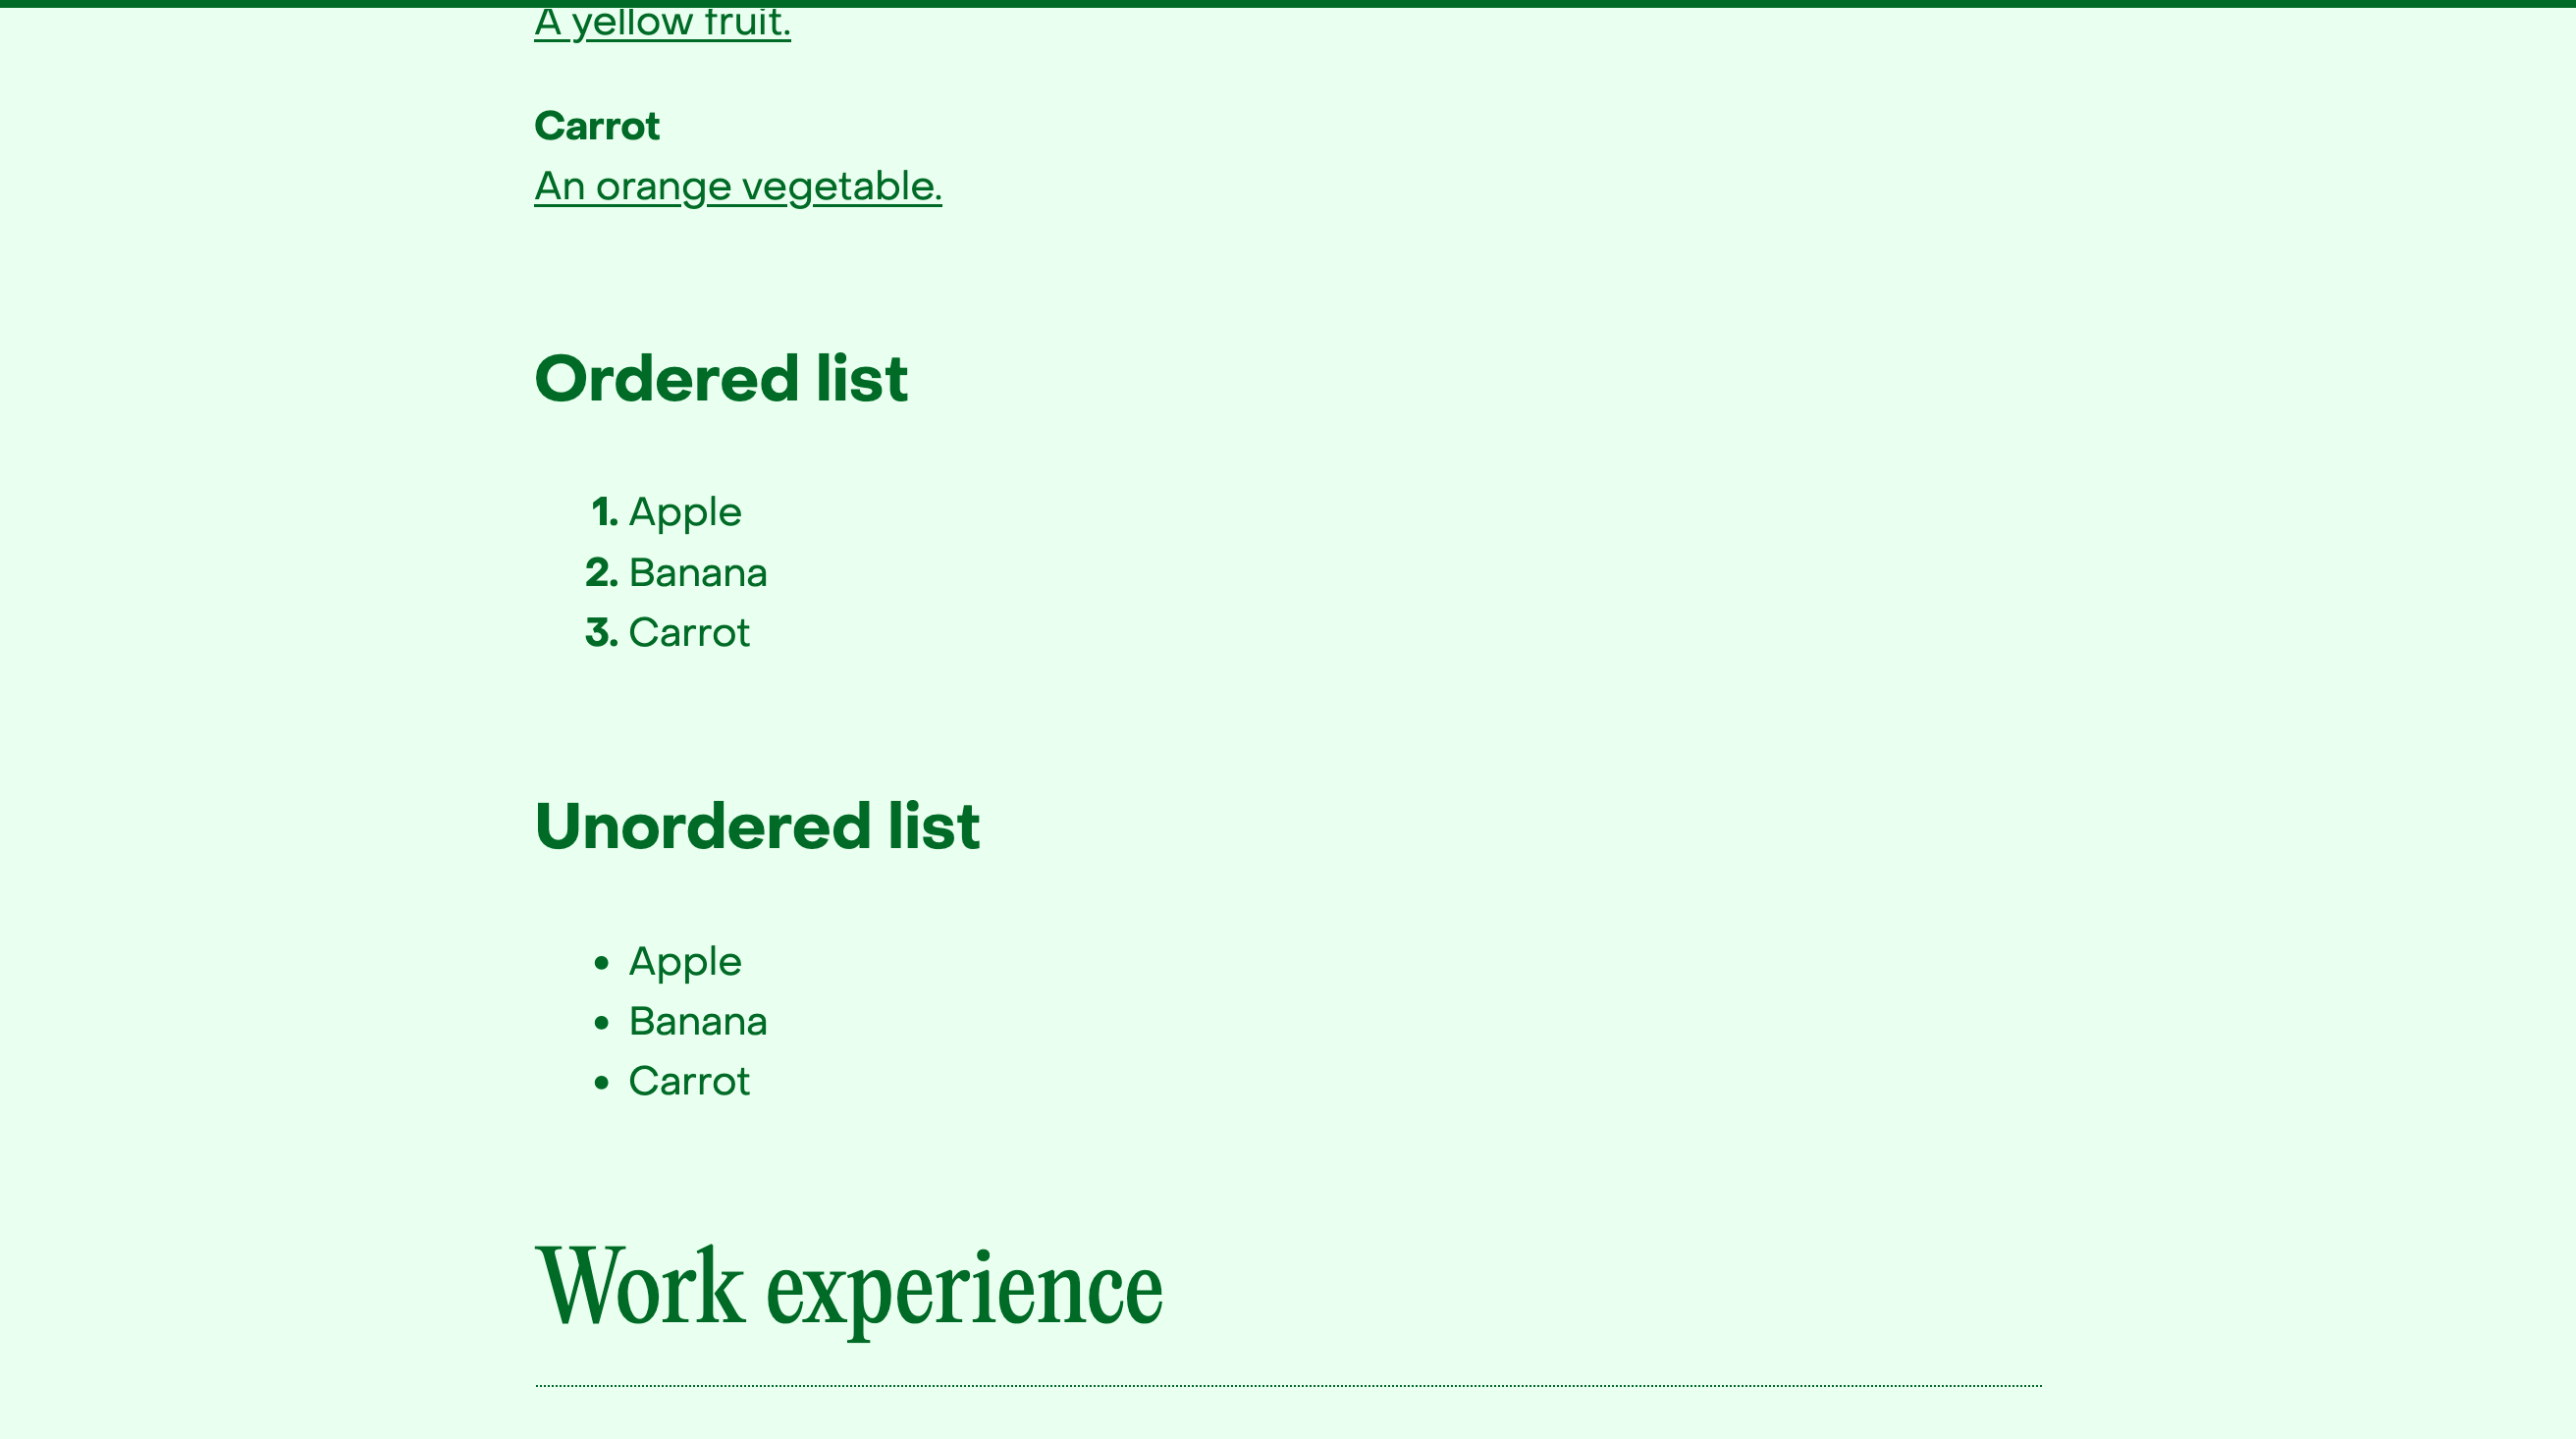 A yellow fruit.
Carrot
An orange vegetable.
Ordered list
1. Apple
2. Banana
3. Carrot
Unordered list
• Apple
• Banana
• Carrot
Work experience